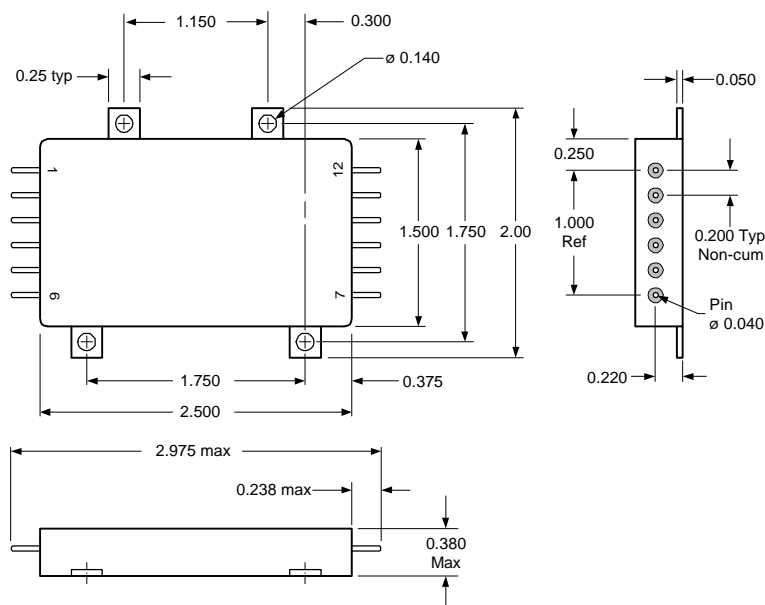 1.150
0.300
0.25 typ
ø 0.140
0.050
1
12
0.250
1.500
1.750
2.00
1.000
Ref
0.200 Typ
Non-cum
6
7
Pin
ø 0.040
1.750
0.375
0.220
2.500
2.975 max
0.238 max
0.380
Max